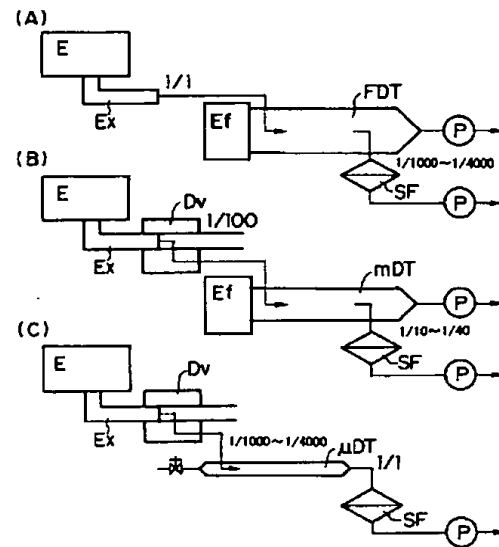 (A)
E
1/1
Ex
Ef
FDT
P
1/1000~1/4000
SF
P
(B)
E
Dv
1/100
Ex
Ef
mDT
P
1/10~1/40
SF
P
(C)
E
Dv
Ex
1/1000~1/4000
μDT
1/1
SF
P